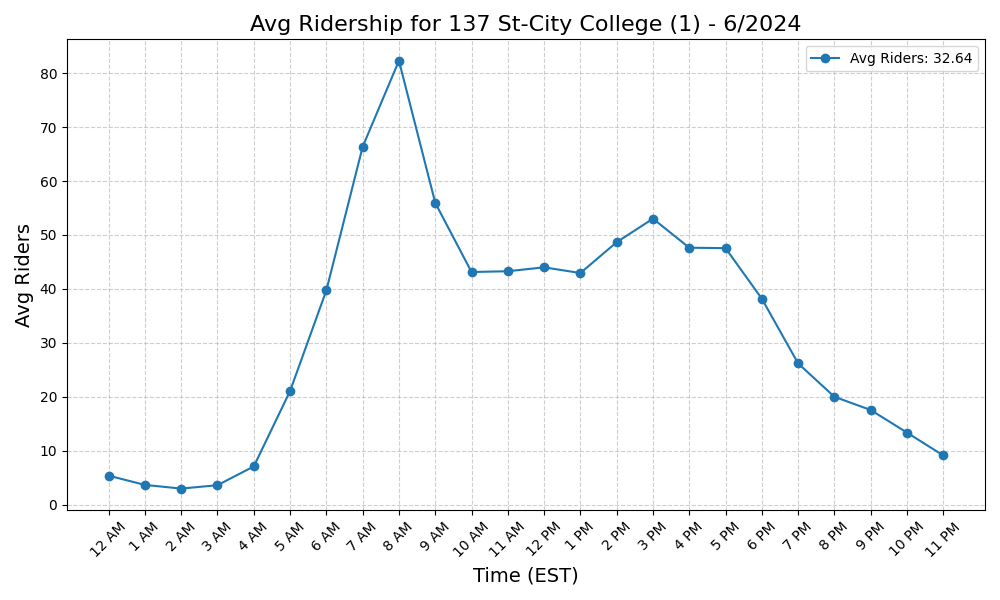 Avg Ridership for 137 St-City College (1) - 6/2024
Avg Riders: 32.64
Avg Riders
80
70
60
50
40
30
20
10
0
12 AM
1 AM
2 AM
3 AM
4 AM
5 AM
6 AM
7 AM
8 AM
9 AM
10 AM
11 AM
12 PM
1 PM
2 PM
3 PM
4 PM
5 PM
6 PM
7 PM
8 PM
9 PM
10 PM
11 PM
Time (EST)